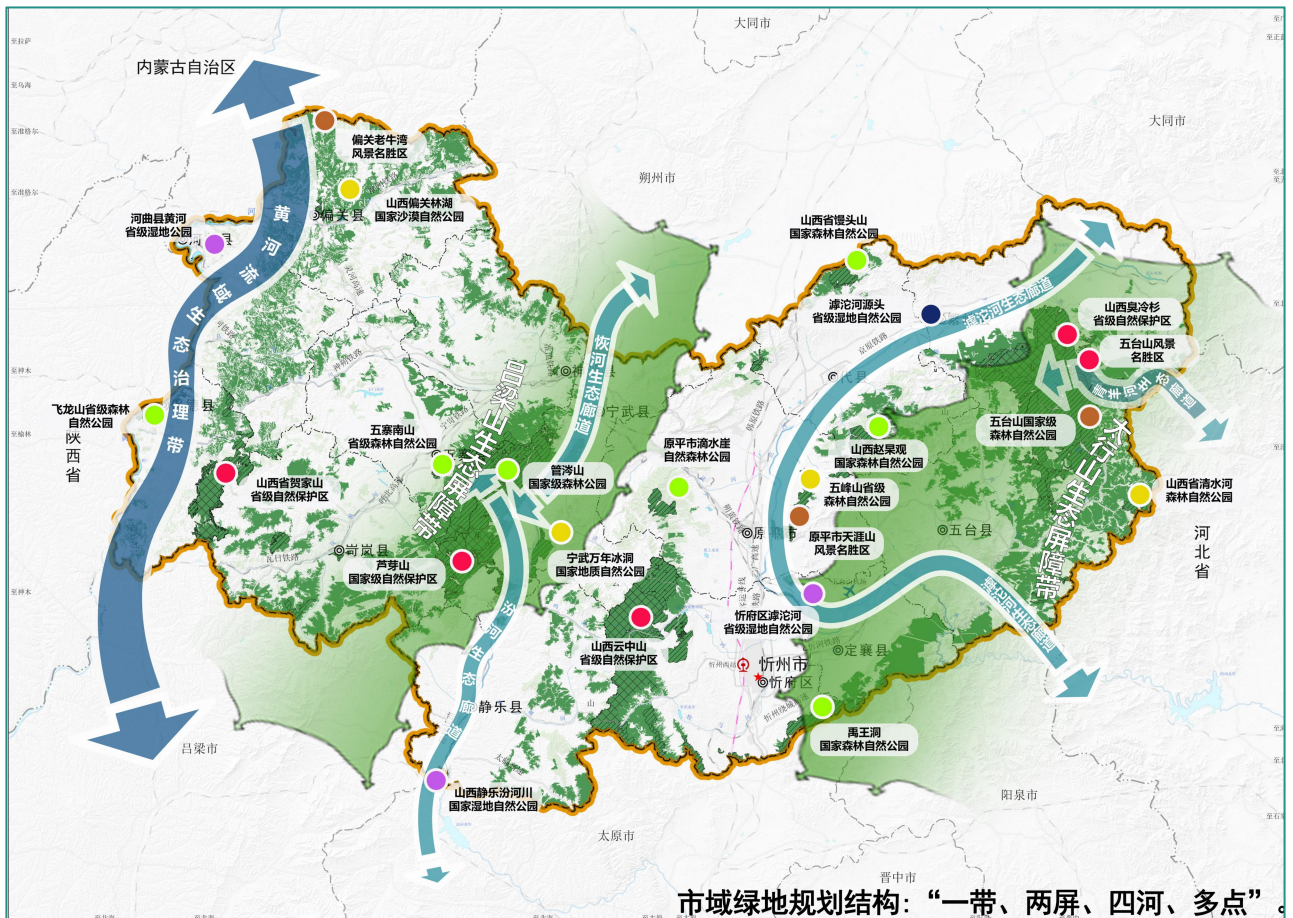 大同市
内蒙古自治区
大同市
朔州市
偏关老牛湾
风景名胜区
山西偏关林湖
国家沙漠自然公园
偏关县
河曲县黄河
省级湿地公园
黄河流域生态治理带
山西省馒头山
国家森林自然公园
滹沱河源头
省级湿地自然公园
滹沱河生态廊道
山西臭冷杉
省级自然保护区
五台山风景
名胜区
青羊河生态廊道
恢河生态廊道
吕梁山生态屏障带
宁武县
代县
飞龙山省级森林
自然公园
陕西省
五寨南山
省级森林自然公园
管涔山
国家级森林公园
原平市滴水崖
自然森林公园
山西赵杲观
国家森林自然公园
五台山国家级
森林自然公园
太行山生态屏障带
山西省贺家山
省级自然保护区
五峰山省级
森林自然公园
山西省清水河
森林自然公园
原平市天涯山
风景名胜区
五台县
河北省
岢岚县
芦芽山
国家级自然保护区
宁武万年冰洞
国家地质自然公园
汾河生态廊道
山西云中山
省级自然保护区
忻府区滹沱河
省级湿地自然公园
滹沱河生态廊道
定襄县
忻州市
忻府区
静乐县
禹王洞
国家森林自然公园
吕梁市
山西静乐汾河川
国家湿地自然公园
太原市
阳泉市
晋中市
市域绿地规划结构：“一带、两屏、四河、多点”。